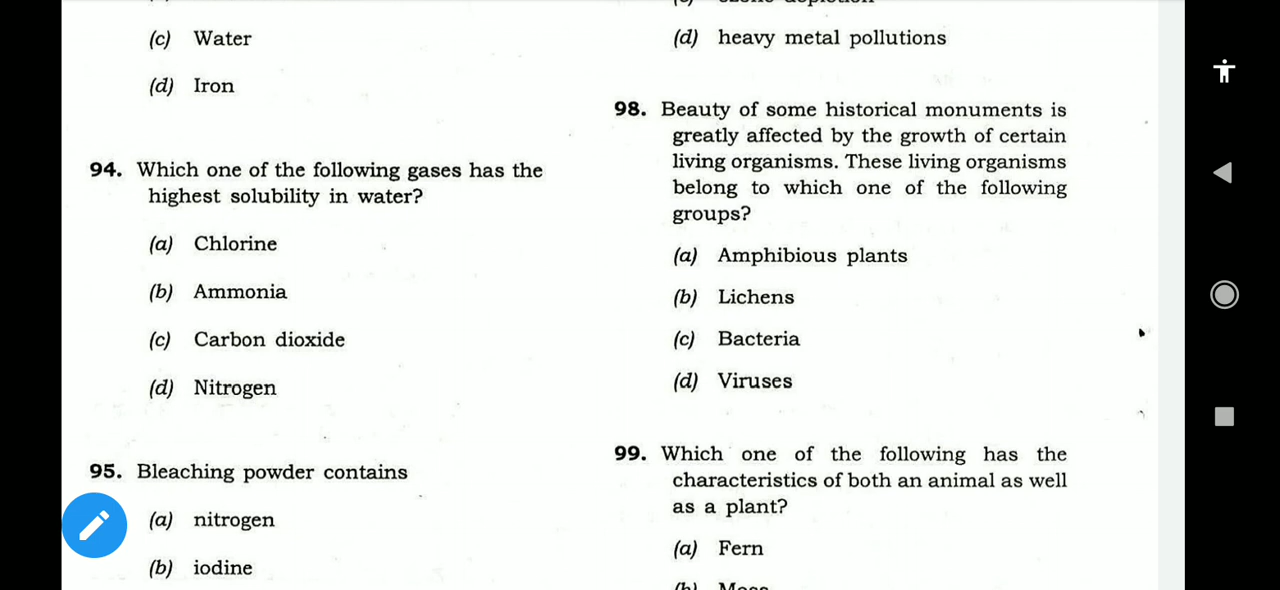 (c) Water
(d) Iron
94. Which one of the following gases has the
highest solubility in water?
(a) Chlorine
(b) Ammonia
(c) Carbon dioxide
(d) Nitrogen
95. Bleaching powder contains
(a) nitrogen
(b) iodine
(d) heavy metal pollutions
98. Beauty of some historical monuments is
greatly affected by the growth of certain
living organisms. These living organisms
belong to which one of the following
groups?
(a) Amphibious plants
(b) Lichens
(c) Bacteria
(d) Viruses
99. Which one of the following has the
characteristics of both an animal as well
as a plant?
(a) Fern